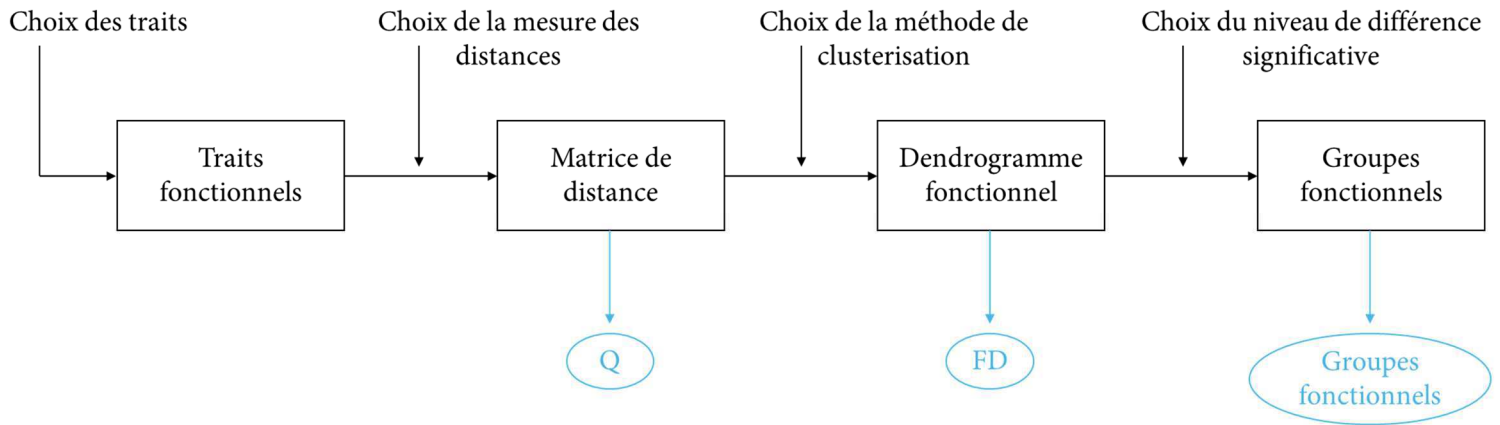 Choix des traits
Choix de la mesure des
distances
Choix de la méthode de
clusterisation
Choix du niveau de différence
significative
Traits
fonctionnels
Matrice de
distance
Dendrogramme
fonctionnel
Groupes
fonctionnels
Q
FD
Groupes
fonctionnels